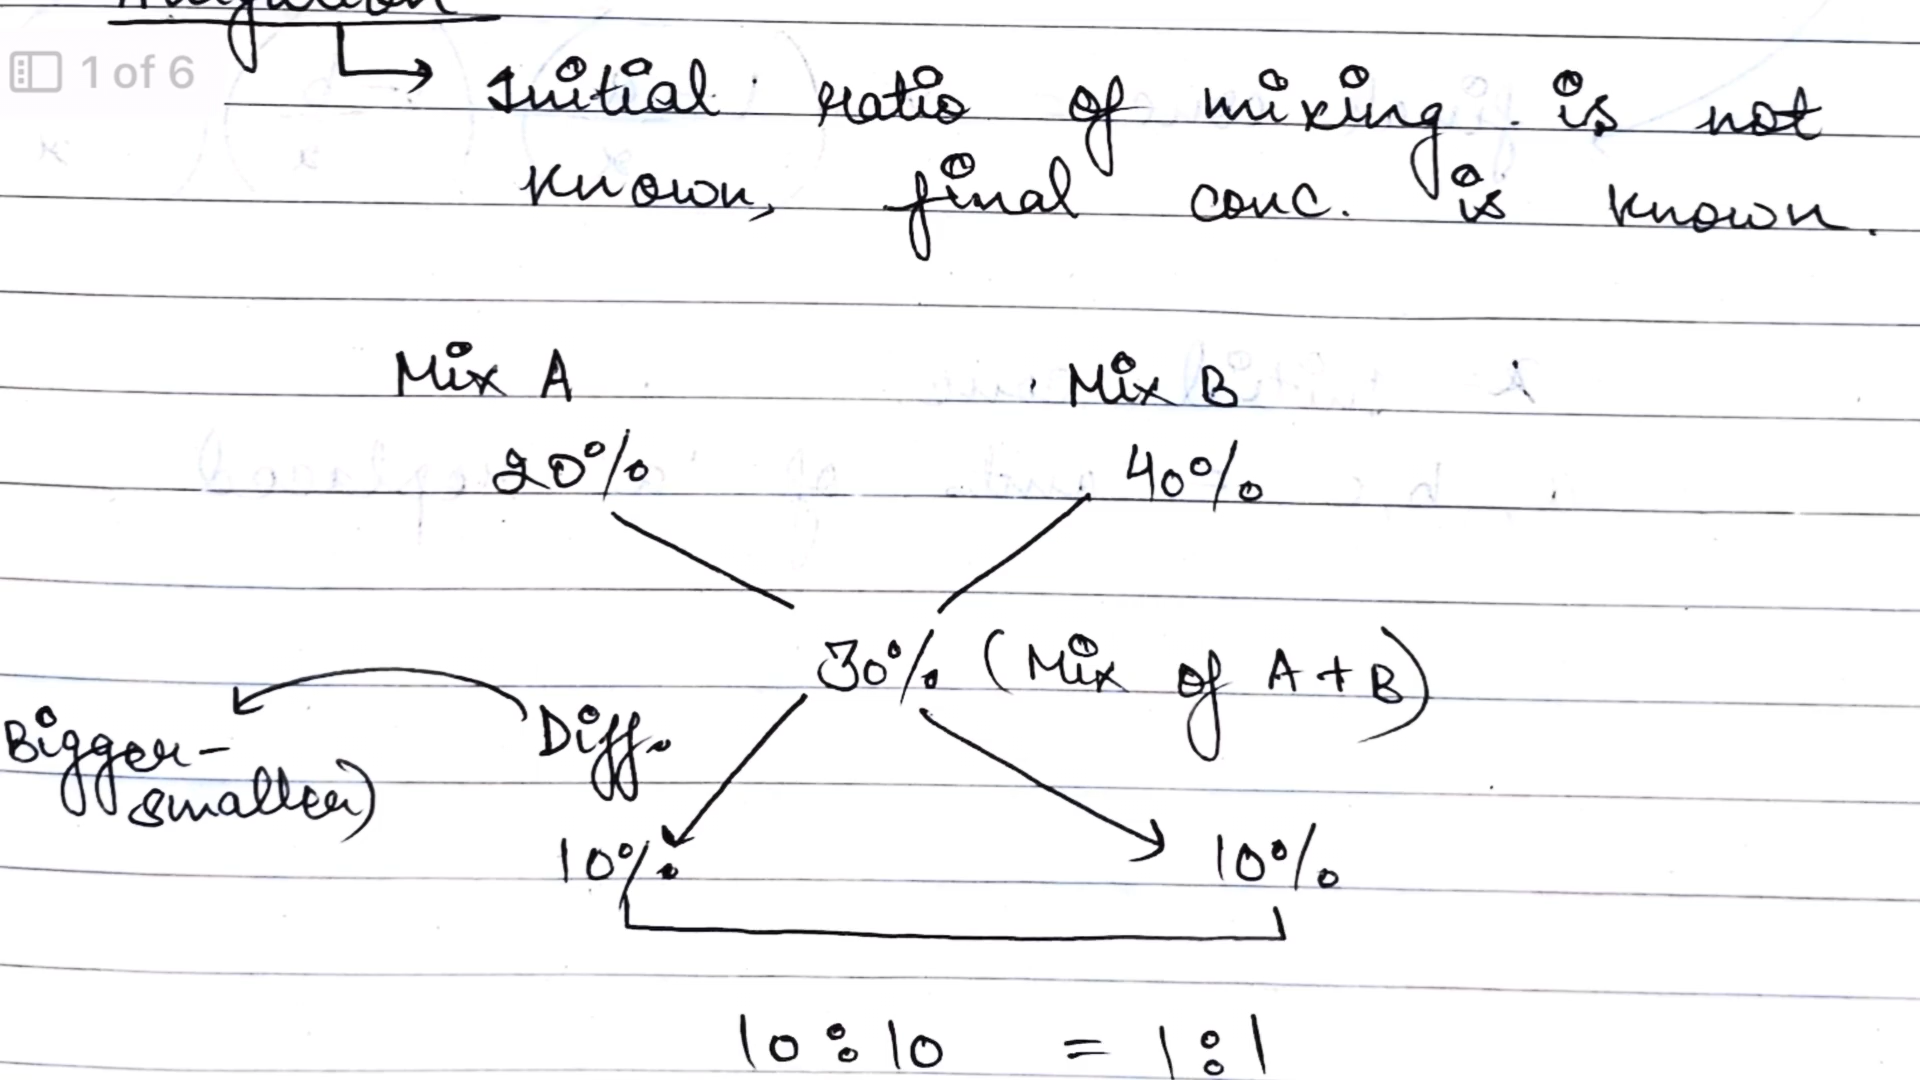 1 of 6
Initial ratio of mixing is not
known, final conc. is known.
Mix A Mix B
20% 40%
30% (Mix of A + B)
Diff.
Bigger -
smaller)
10% 10%
10 : 10 = 1 : 1